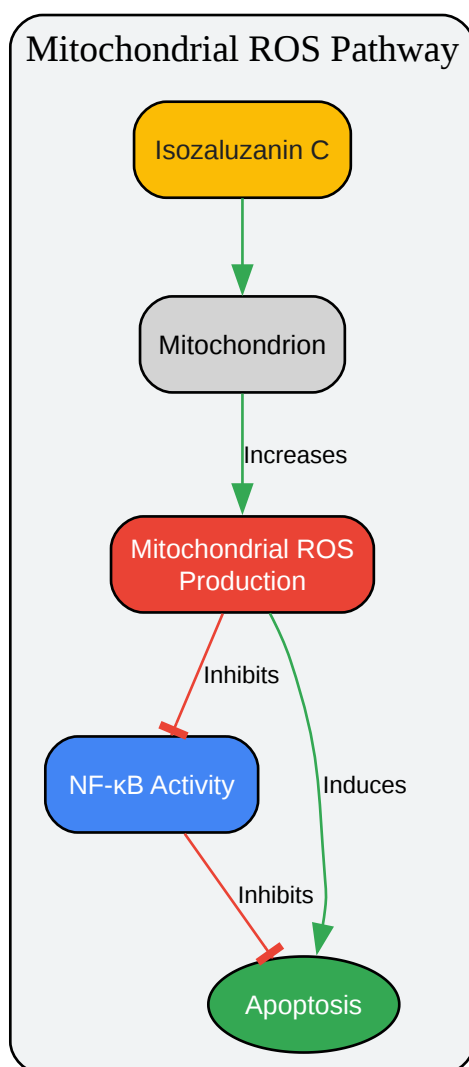 Mitochondrial ROS Pathway
Isozaluzanin C
Mitochondrion
Increases
Mitochondrial ROS
Production
Inhibits
NF-κB Activity
Induces
Inhibits
Apoptosis